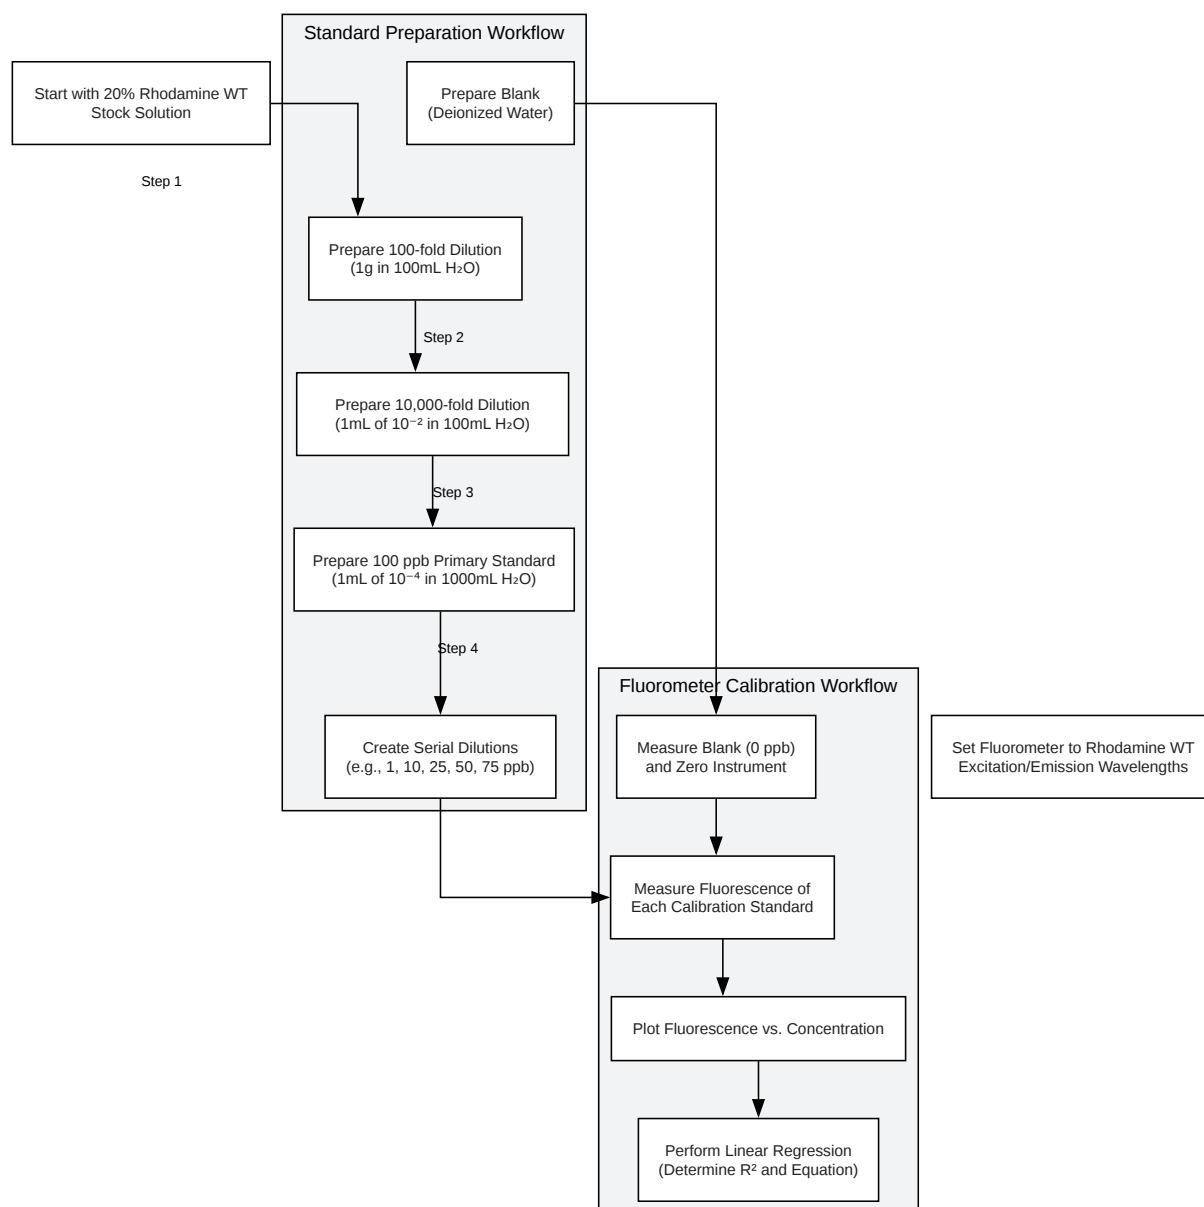 Standard Preparation Workflow
Start with 20% Rhodamine WT
Stock Solution
Prepare Blank
(Deionized Water)
Step 1
Prepare 100-fold Dilution
(1g in 100mL H₂O)
Step 2
Prepare 10,000-fold Dilution
(1mL of 10⁻² in 100mL H₂O)
Step 3
Prepare 100 ppb Primary Standard
(1mL of 10⁻⁴ in 1000mL H₂O)
Step 4
Create Serial Dilutions
(e.g., 1, 10, 25, 50, 75 ppb)
Fluorometer Calibration Workflow
Measure Blank (0 ppb)
and Zero Instrument
Set Fluorometer to Rhodamine WT
Excitation/Emission Wavelengths
Measure Fluorescence of
Each Calibration Standard
Plot Fluorescence vs. Concentration
Perform Linear Regression
(Determine R² and Equation)